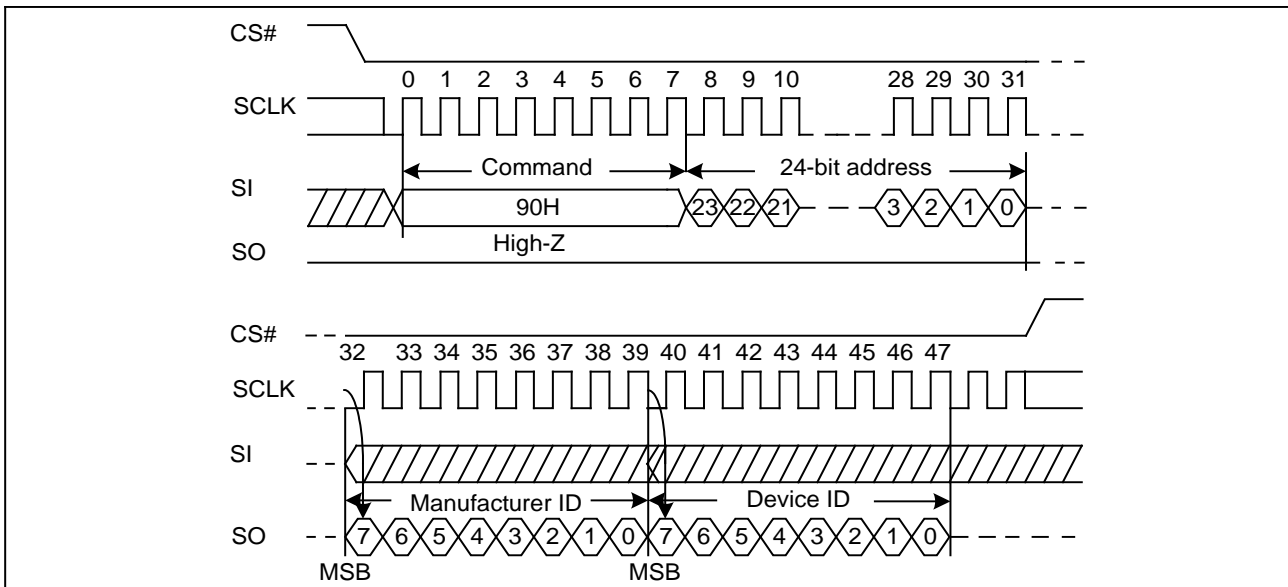 CS#
0 1 2 3 4 5 6 7 8 9 10 28 29 30 31
SCLK
Command 24-bit address
SI
90H 23 22 21 3 2 1 0
High-Z
SO
CS#
32 33 34 35 36 37 38 39 40 41 42 43 44 45 46 47
SCLK
SI
Manufacturer ID Device ID
SO 7 6 5 4 3 2 1 0 7 6 5 4 3 2 1 0
MSB MSB